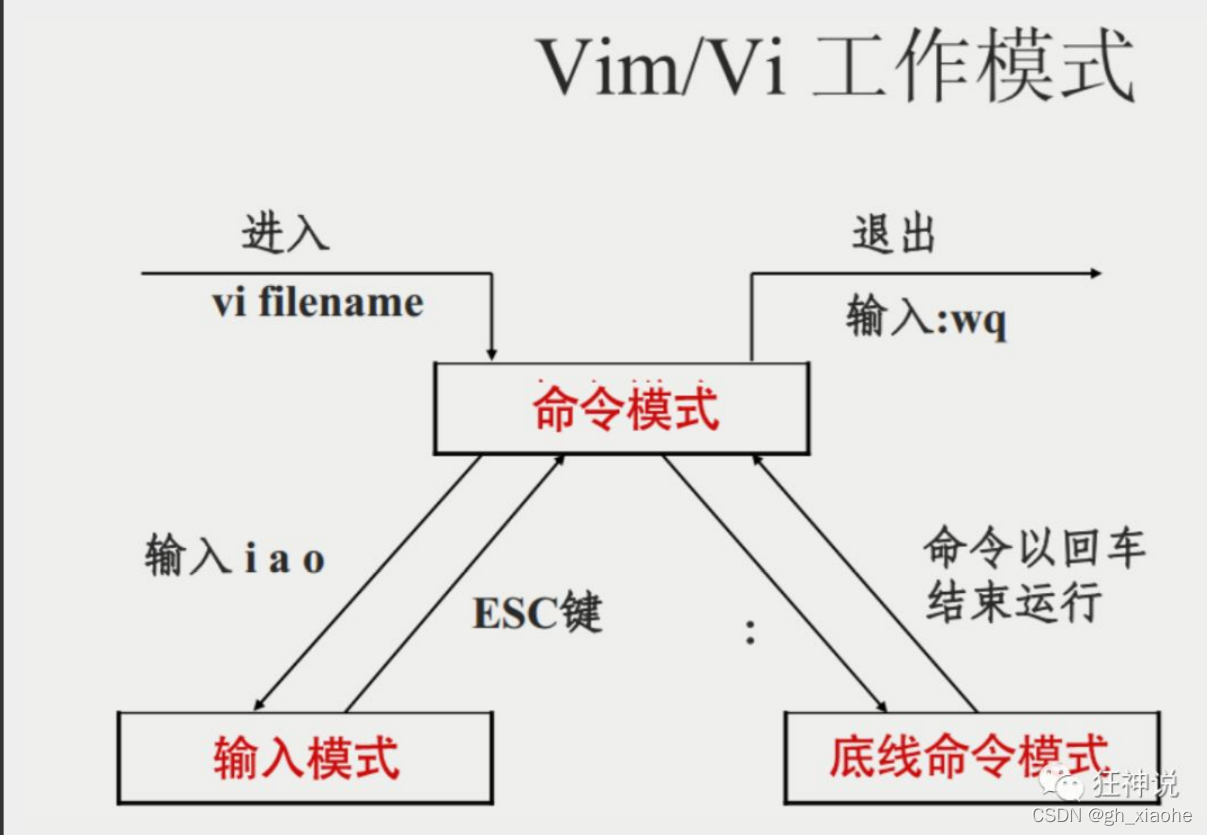 Vim/Vi 工作模式
进入
vi filename
退出
输入:wq
命令模式
输入 i a o
ESC键
:
命令以回车
结束运行
输入模式
底线命令模式
狂神说
CSDN @gh_xiaohe